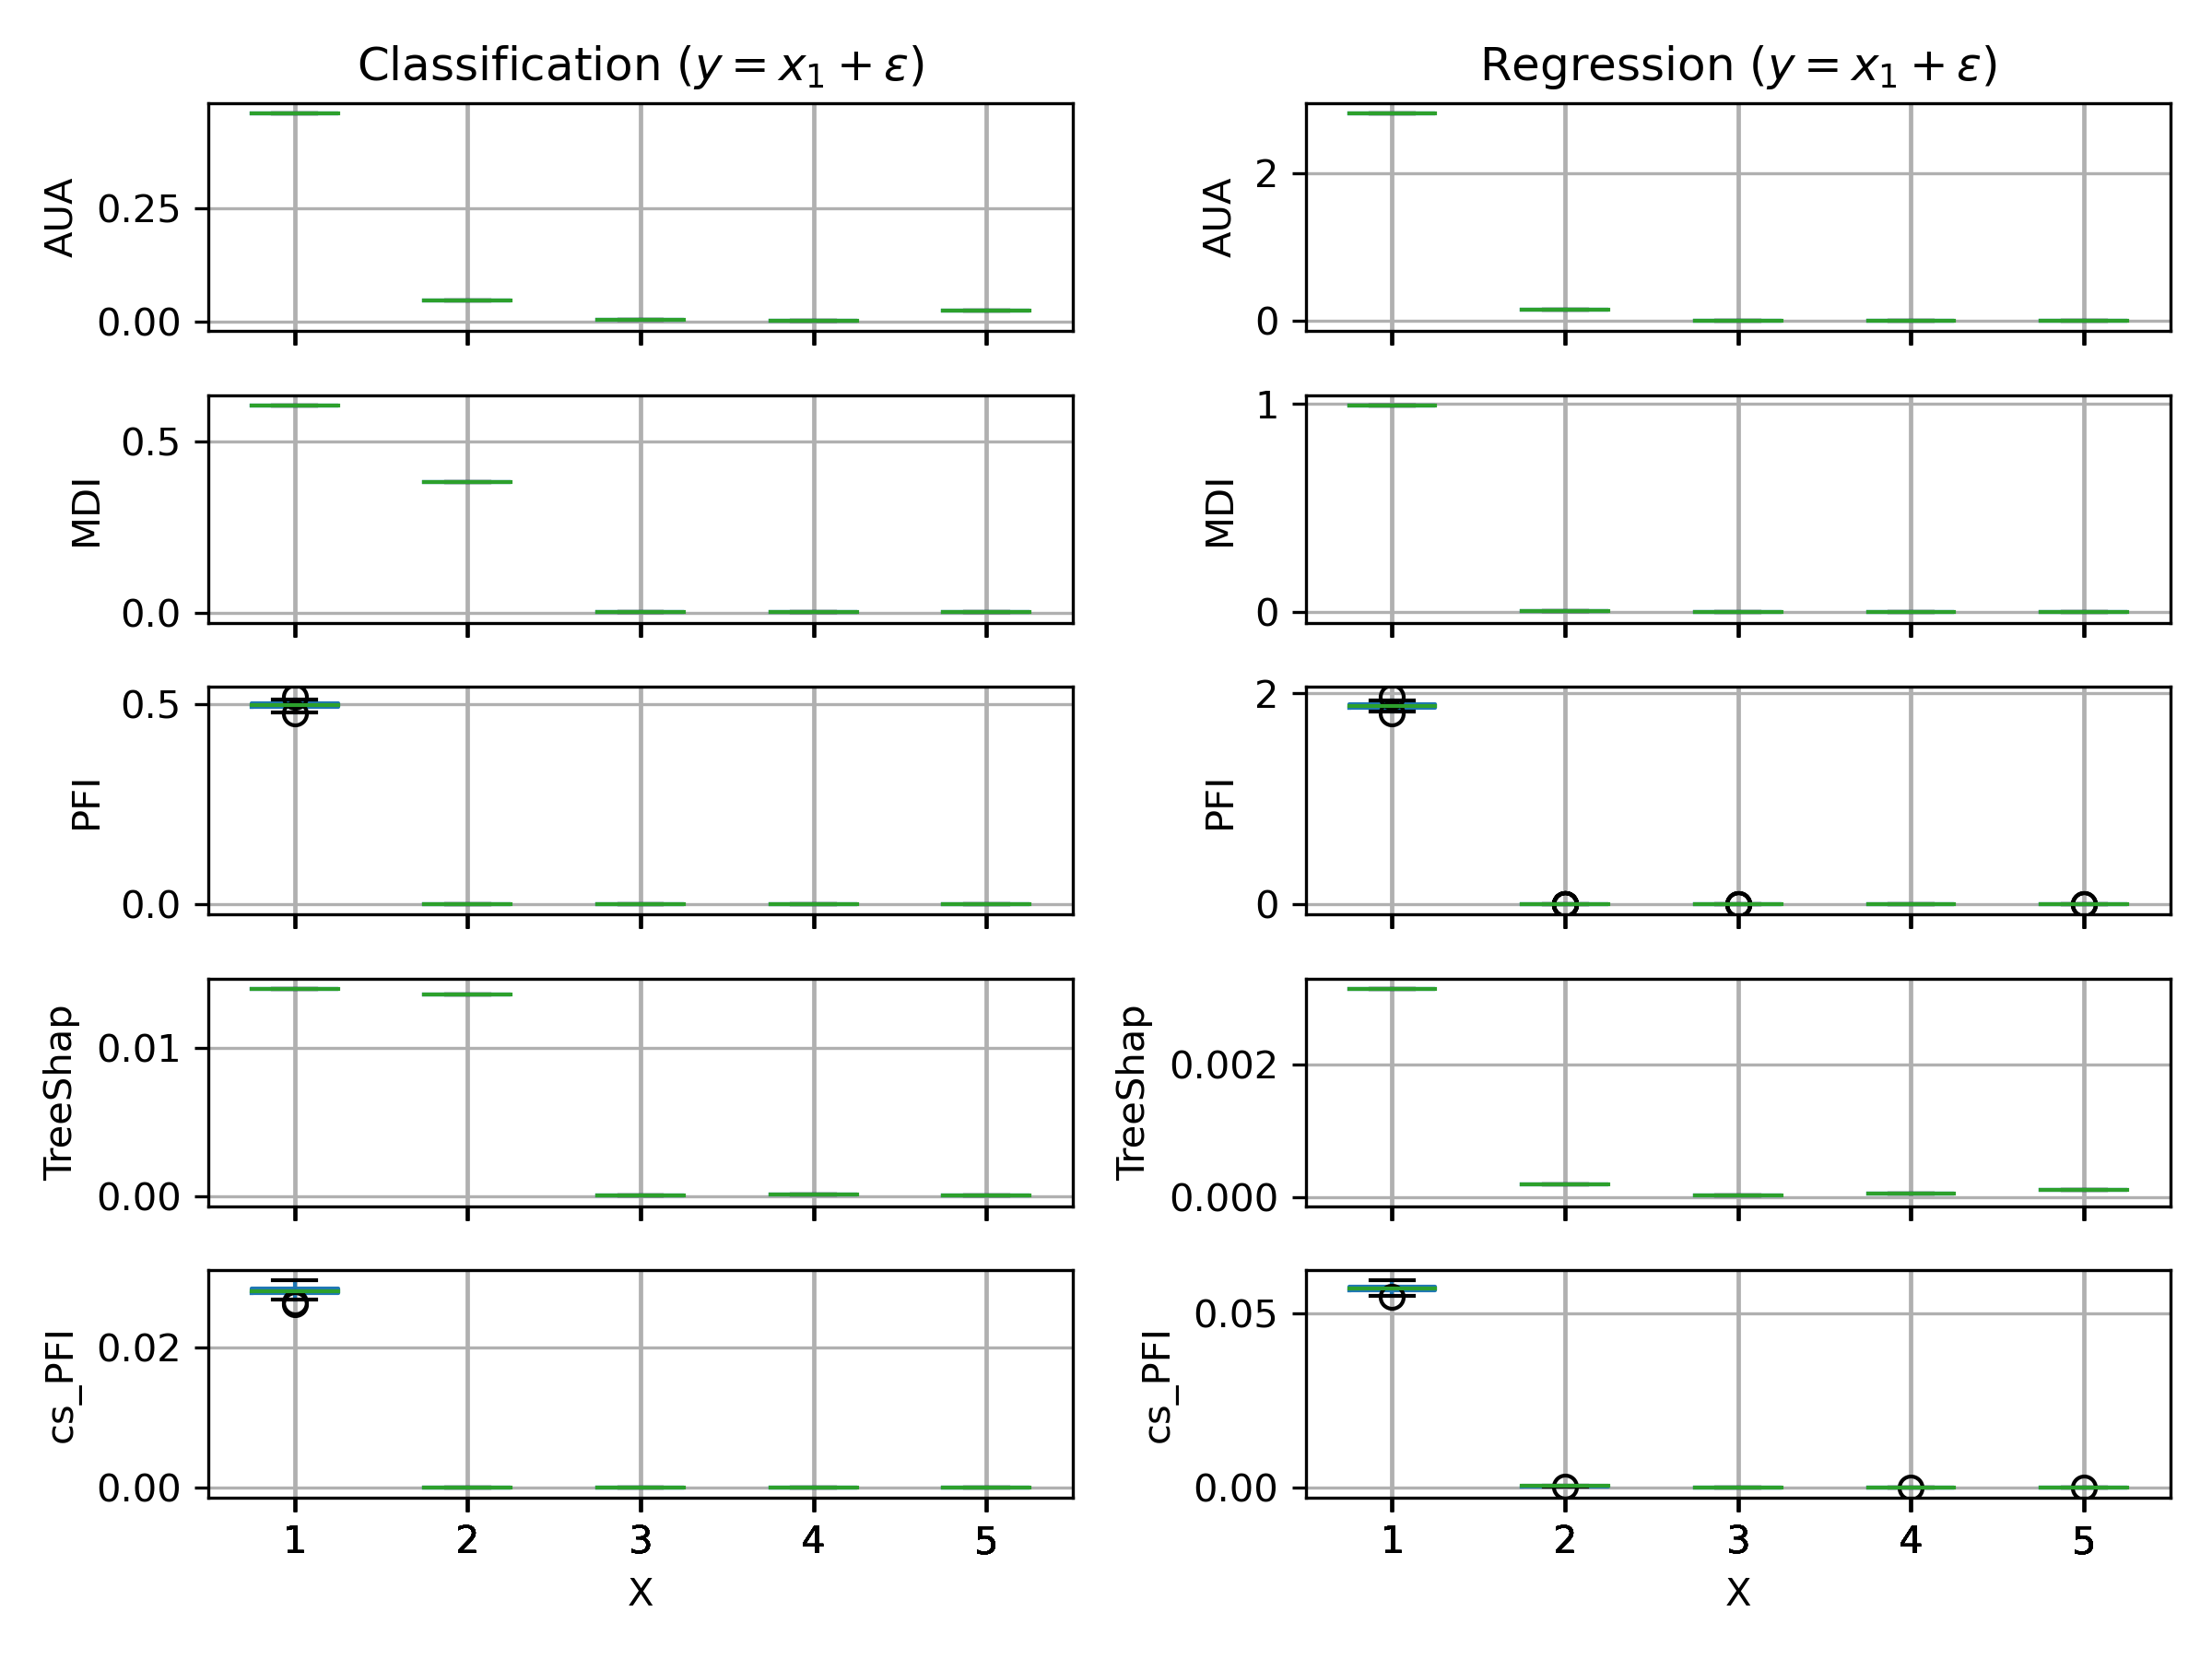 Classification (y = x₁ + ε)
AUA
0.25
0.00
MDI
0.5
0.0
PFI
0.5
0.0
TreeShap
0.01
0.00
cs_PFI
0.02
0.00
1 2 3 4 5
X
Regression (y = x₁ + ε)
AUA
2
0
MDI
1
0
PFI
2
0
TreeShap
0.002
0.000
cs_PFI
0.05
0.00
1 2 3 4 5
X